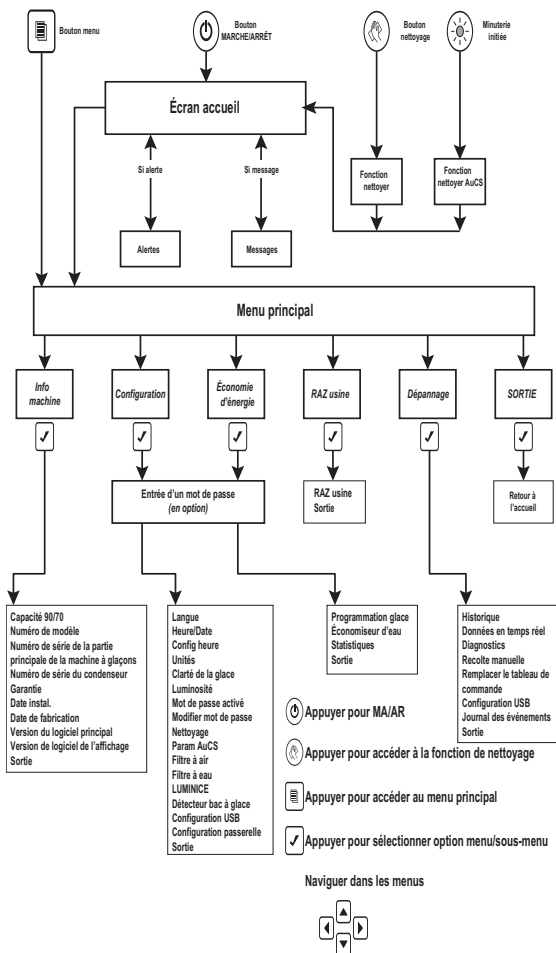 Bouton menu
Bouton
MARCHE/ARRÊT
Bouton
nettoyage
Minuterie
initiée
Écran accueil
Si alerte
Si message
Fonction
nettoyer
Fonction
nettoyer AuCS
Alertes
Messages
Menu principal
Info
machine
Configuration
Économie
d'énergie
RAZ usine
Dépannage
SORTIE
Entrée d'un mot de passe
(en option)
RAZ usine
Sortie
Retour à
l'accueil
Capacité 90/70
Numéro de modèle
Numéro de série de la partie
principale de la machine à glaçons
Numéro de série du condenseur
Garantie
Date instal.
Date de fabrication
Version du logiciel principal
Version de logiciel de l'affichage
Sortie
Langue
Heure/Date
Config heure
Unités
Clarté de la glace
Luminosité
Mot de passe activé
Modifier mot de passe
Nettoyage
Param AuCS
Filtre à air
Filtre à eau
LUMINICE
Détecteur bac à glace
Configuration USB
Configuration passerelle
Sortie
Programmation glace
Économiseur d'eau
Statistiques
Sortie
Historique
Données en temps réel
Diagnostics
Recolte manuelle
Remplacer le tableau de
commande
Configuration USB
Journal des événements
Sortie
Appuyer pour MA/AR
Appuyer pour accéder à la fonction de nettoyage
Appuyer pour accéder au menu principal
Appuyer pour sélectionner option menu/sous-menu
Naviguer dans les menus